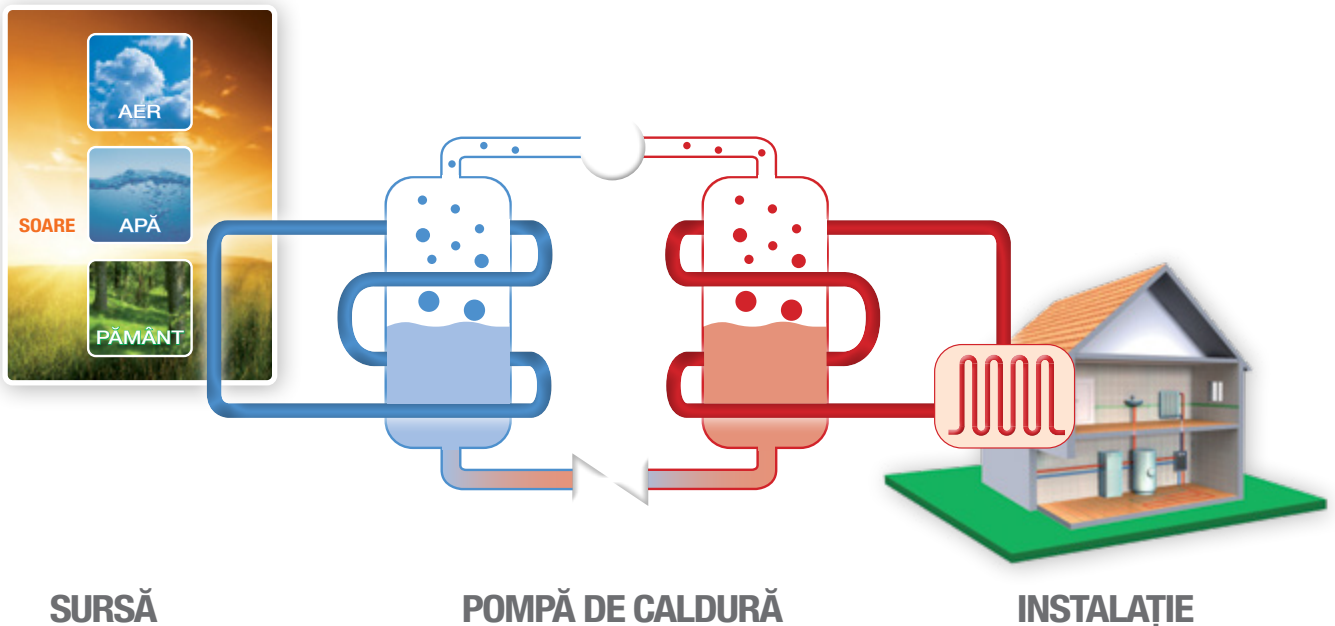 AER
SOARE
APĂ
PĂMÂNT
SURSĂ
POMPĂ DE CALDURĂ
INSTALAȚIE